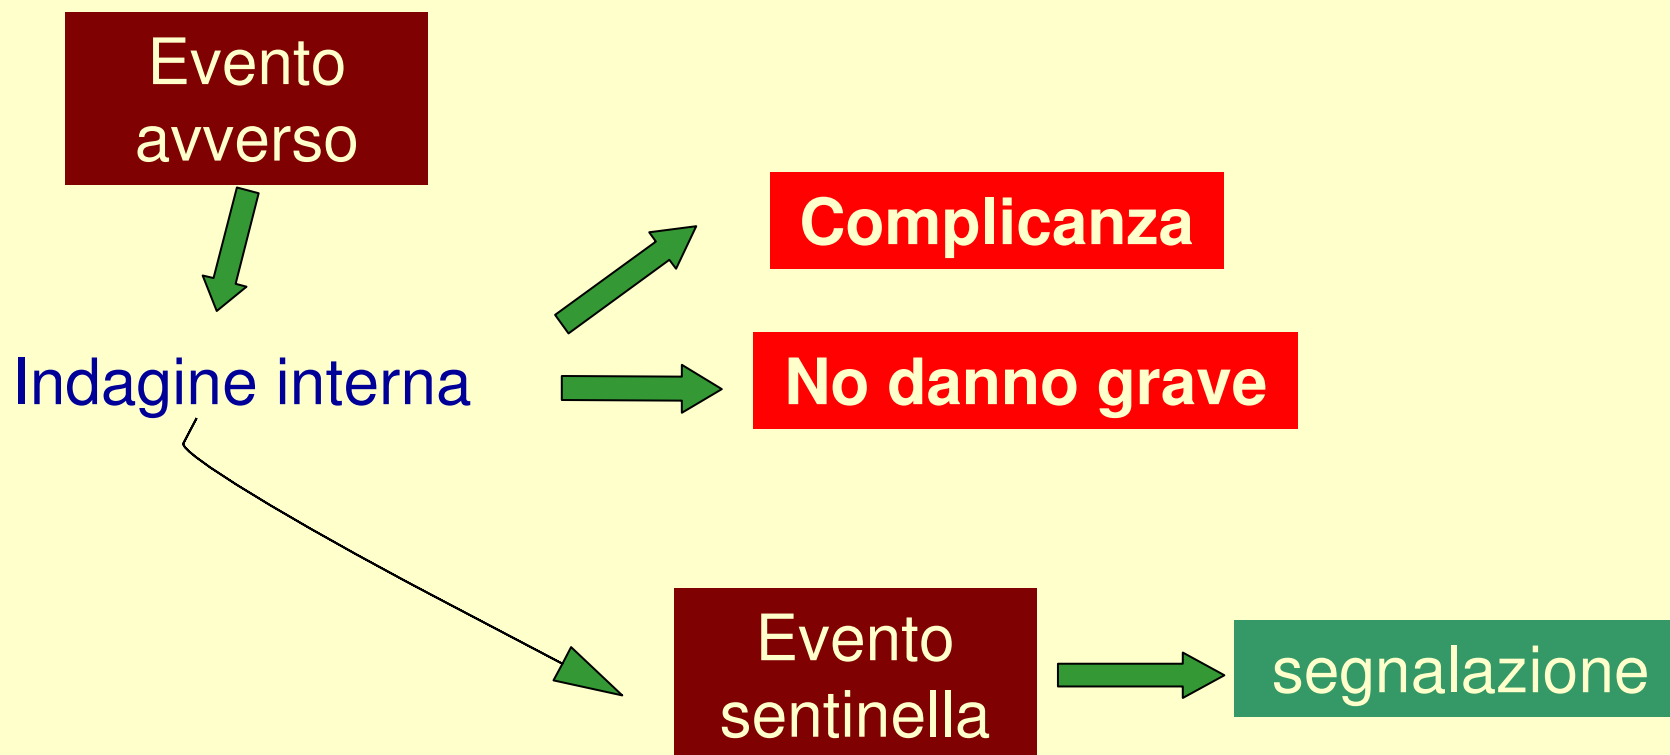 Evento
avverso
Complicanza
Indagine interna
No danno grave
Evento
sentinella
segnalazione